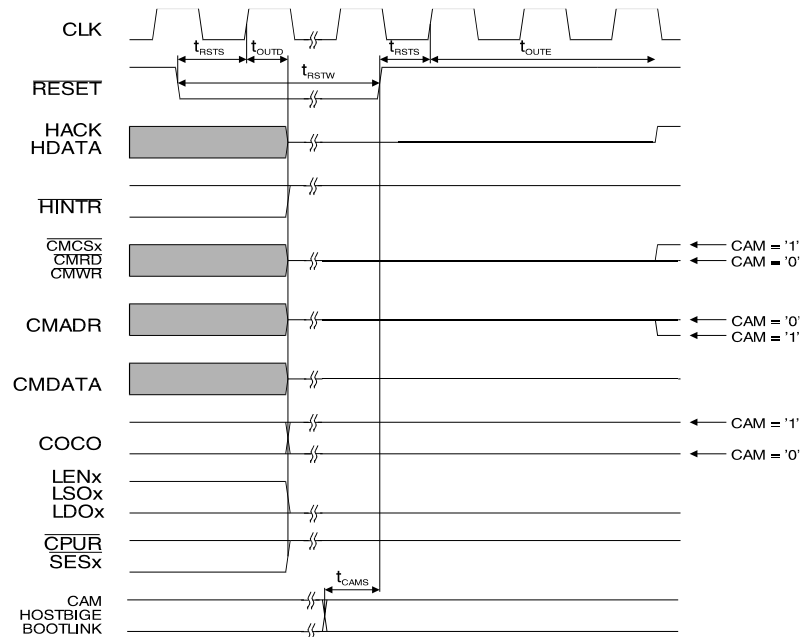 CLK
tRSTS tOUTD tRSTS tOUTE
tRSTW
RESET
HACK
HDATA
HINTR
CMCSx
CMRD
CMWR
CAM = '1'
CAM = '0'
CMADR
CAM = '0'
CAM = '1'
CMDATA
COCO
CAM = '1'
CAM = '0'
LENx
LSOx
LDOx
CPUR
SESx
tCAMS
CAM
HOSTBIGE
BOOTLINK